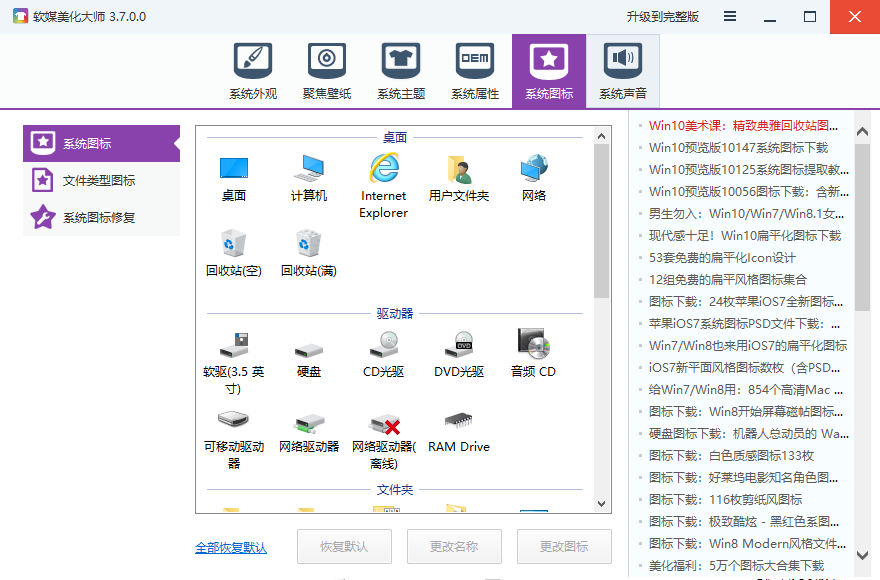 软媒美化大师 3.7.0.0
升级到完整版
系统外观
聚焦壁纸
系统主题
OEM
系统属性
系统图标
系统声音
系统图标
文件类型图标
系统图标修复
桌面
桌面
计算机
Internet
Explorer
用户文件夹
网络
回收站(空)
回收站(满)
驱动器
软驱(3.5 英
寸)
硬盘
CD光驱
DVD
DVD光驱
音频 CD
可移动驱动
器
网络驱动器
网络驱动器(
离线)
RAM Drive
文件夹
全部恢复默认
恢复默认
更改名称
更改图标
Win10美术课：精致典雅回收站图...
Win10预览版10147系统图标下载
Win10预览版10125系统图标提取教...
Win10预览版10056图标下载：含新...
男生勿入：Win10/Win7/Win8.1女...
现代感十足！Win10扁平化图标下载
53套免费的扁平化Icon设计
12组免费的扁平风格图标集合
图标下载：24枚苹果iOS7全新图标...
苹果iOS7系统图标PSD文件下载：...
Win7/Win8也来用iOS7的扁平化图标
iOS7新平面风格图标数枚（含PSD...
给Win7/Win8用：854个高清Mac ...
图标下载：Win8开始屏幕磁帖图标...
硬盘图标下载：机器人总动员的 Wa...
图标下载：白色质感图标133枚
图标下载：好莱坞电影知名角色图...
图标下载：116枚剪纸风图标
图标下载：极致酷炫 - 黑红色系图...
图标下载：Win8 Modern风格文件...
美化福利：5万个图标大合集下载